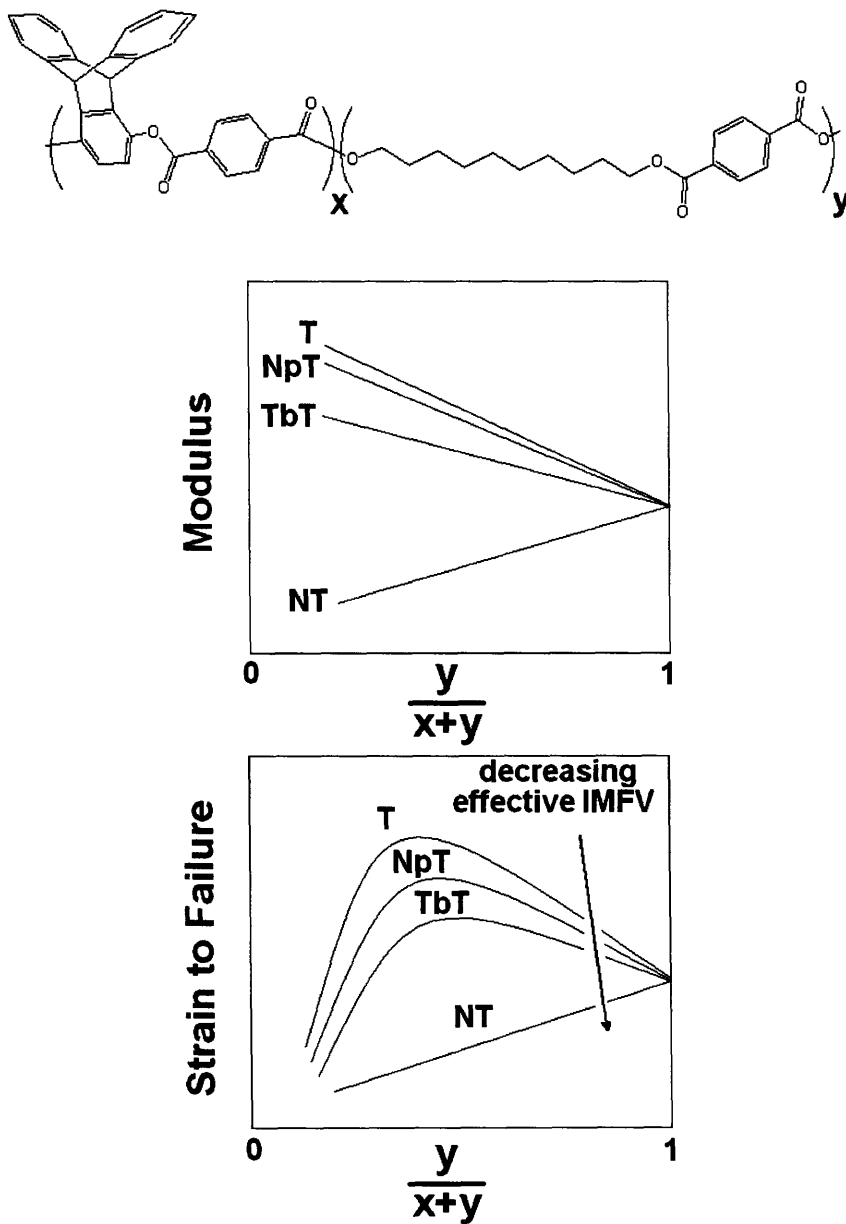 O
O
O
O
O
O
O
O
x
y
T
NpT
TbT
NT
Modulus
0
1
y
x+y
decreasing
effective IMFV
T
NpT
TbT
NT
Strain to Failure
0
1
y
x+y